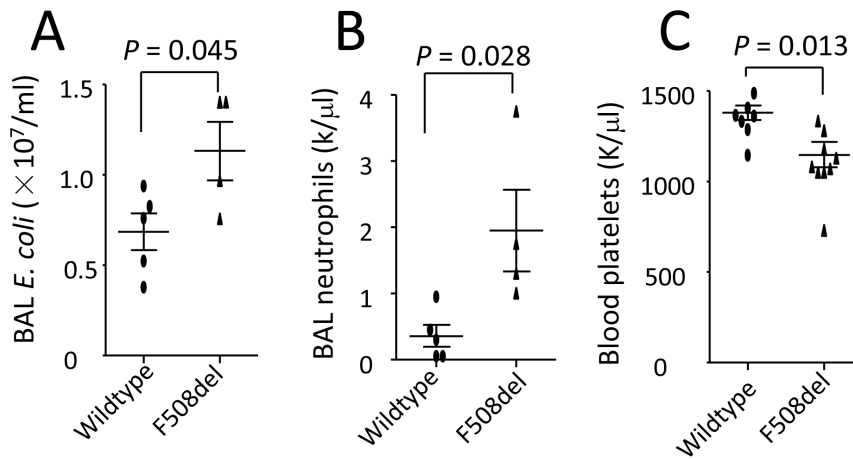 A
P = 0.045
BAL E. coli (×10⁷/ml)
1.5
1.0
0.5
0
Wildtype
F508del
B
P = 0.028
BAL neutrophils (k/µl)
4
3
2
1
0
Wildtype
F508del
C
P = 0.013
Blood platelets (K/µl)
1500
1000
500
0
Wildtype
F508del